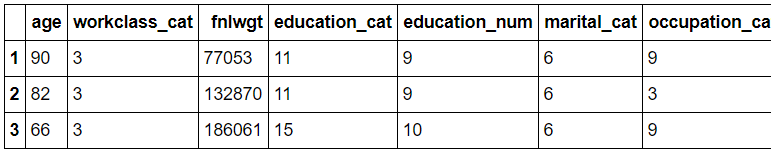 age workclass_cat fnlwgt education_cat education_num marital_cat occupation_ca
1 90 3 77053 11 9 6 9
2 82 3 132870 11 9 6 3
3 66 3 186061 15 10 6 9